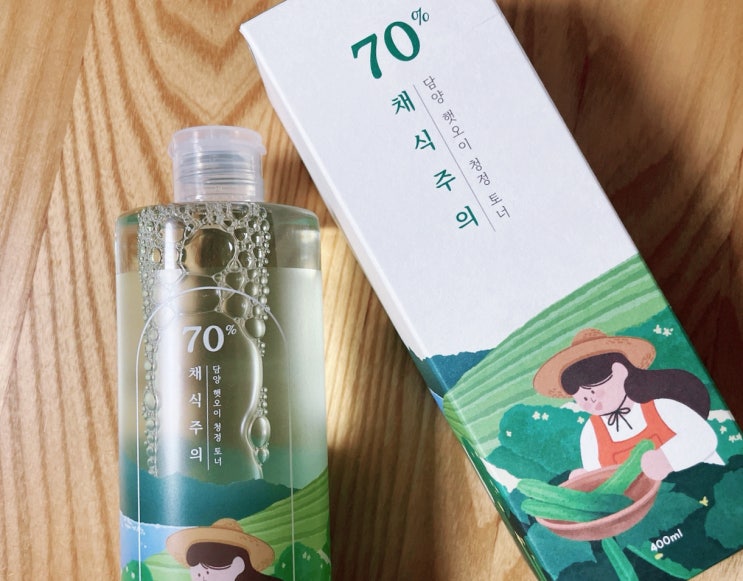 70%
채식주의
담양 햇오이 청정 토너
400ml
70%
채식주의
담양 햇오이 청정 토너